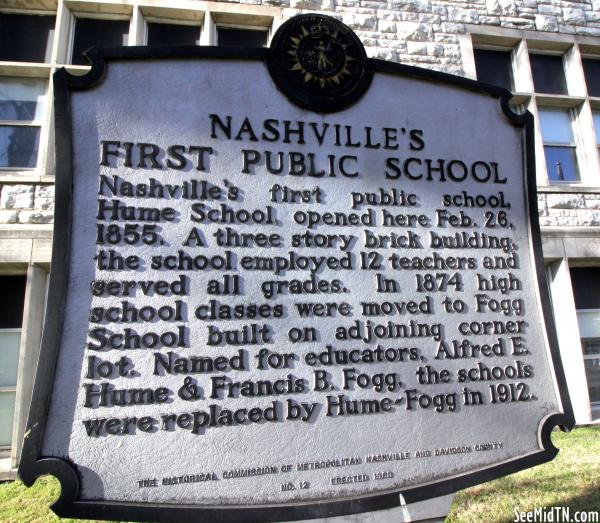 NASHVILLE'S
FIRST PUBLIC SCHOOL
Nashville's first public school,
Hume School, opened here Feb. 26,
1855. A three story brick building,
the school employed 12 teachers and
served all grades. In 1874 high
school classes were moved to Fogg
School built on adjoining corner
lot. Named for educators, Alfred E.
Hume & Francis B. Fogg, the schools
were replaced by Hume-Fogg in 1912.
THE HISTORICAL COMMISSION OF METROPOLITAN NASHVILLE AND DAVIDSON COUNTY
NO. 12 ERECTED
SeeMidTN.com